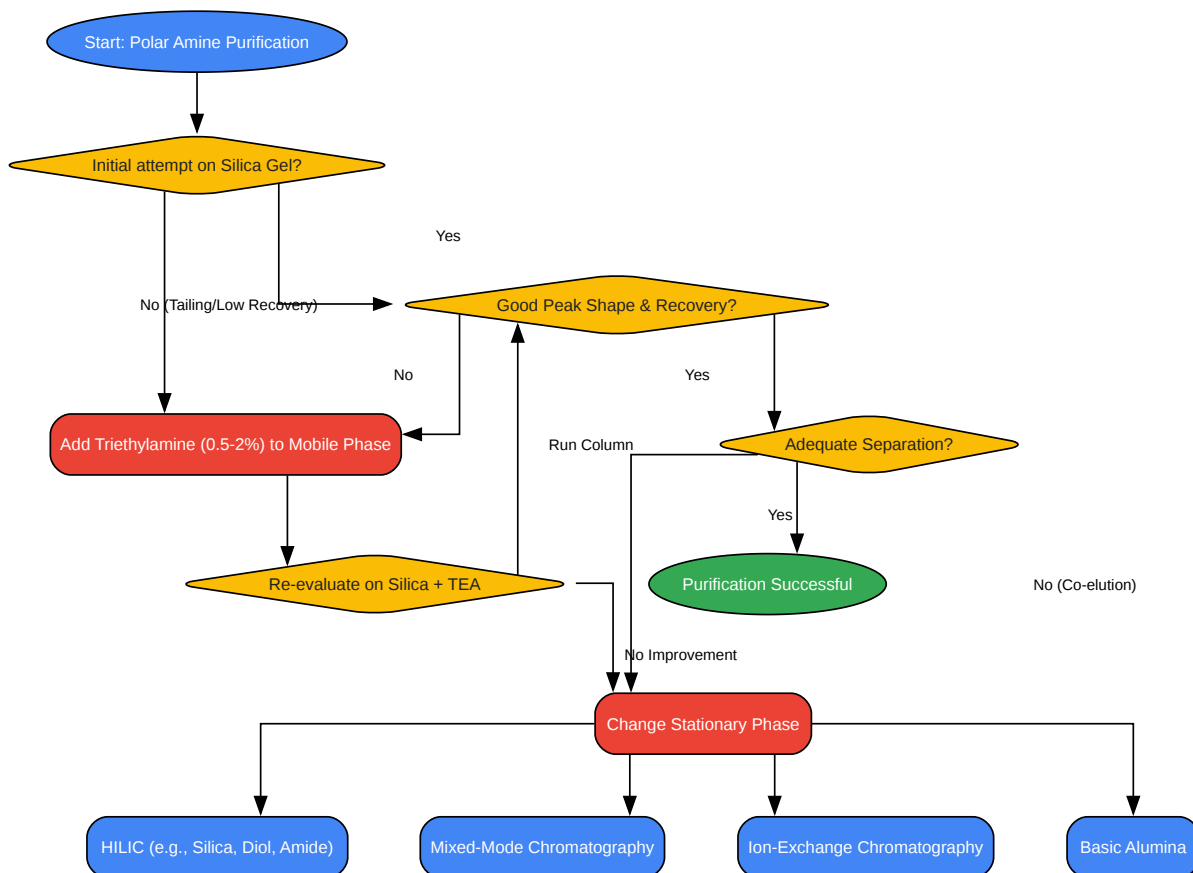 Start: Polar Amine Purification
Initial attempt on Silica Gel?
Yes
No (Tailing/Low Recovery)
Good Peak Shape & Recovery?
No
Yes
Add Triethylamine (0.5-2%) to Mobile Phase
Run Column
Adequate Separation?
Yes
Re-evaluate on Silica + TEA
Purification Successful
No (Co-elution)
No Improvement
Change Stationary Phase
HILIC (e.g., Silica, Diol, Amide)
Mixed-Mode Chromatography
Ion-Exchange Chromatography
Basic Alumina